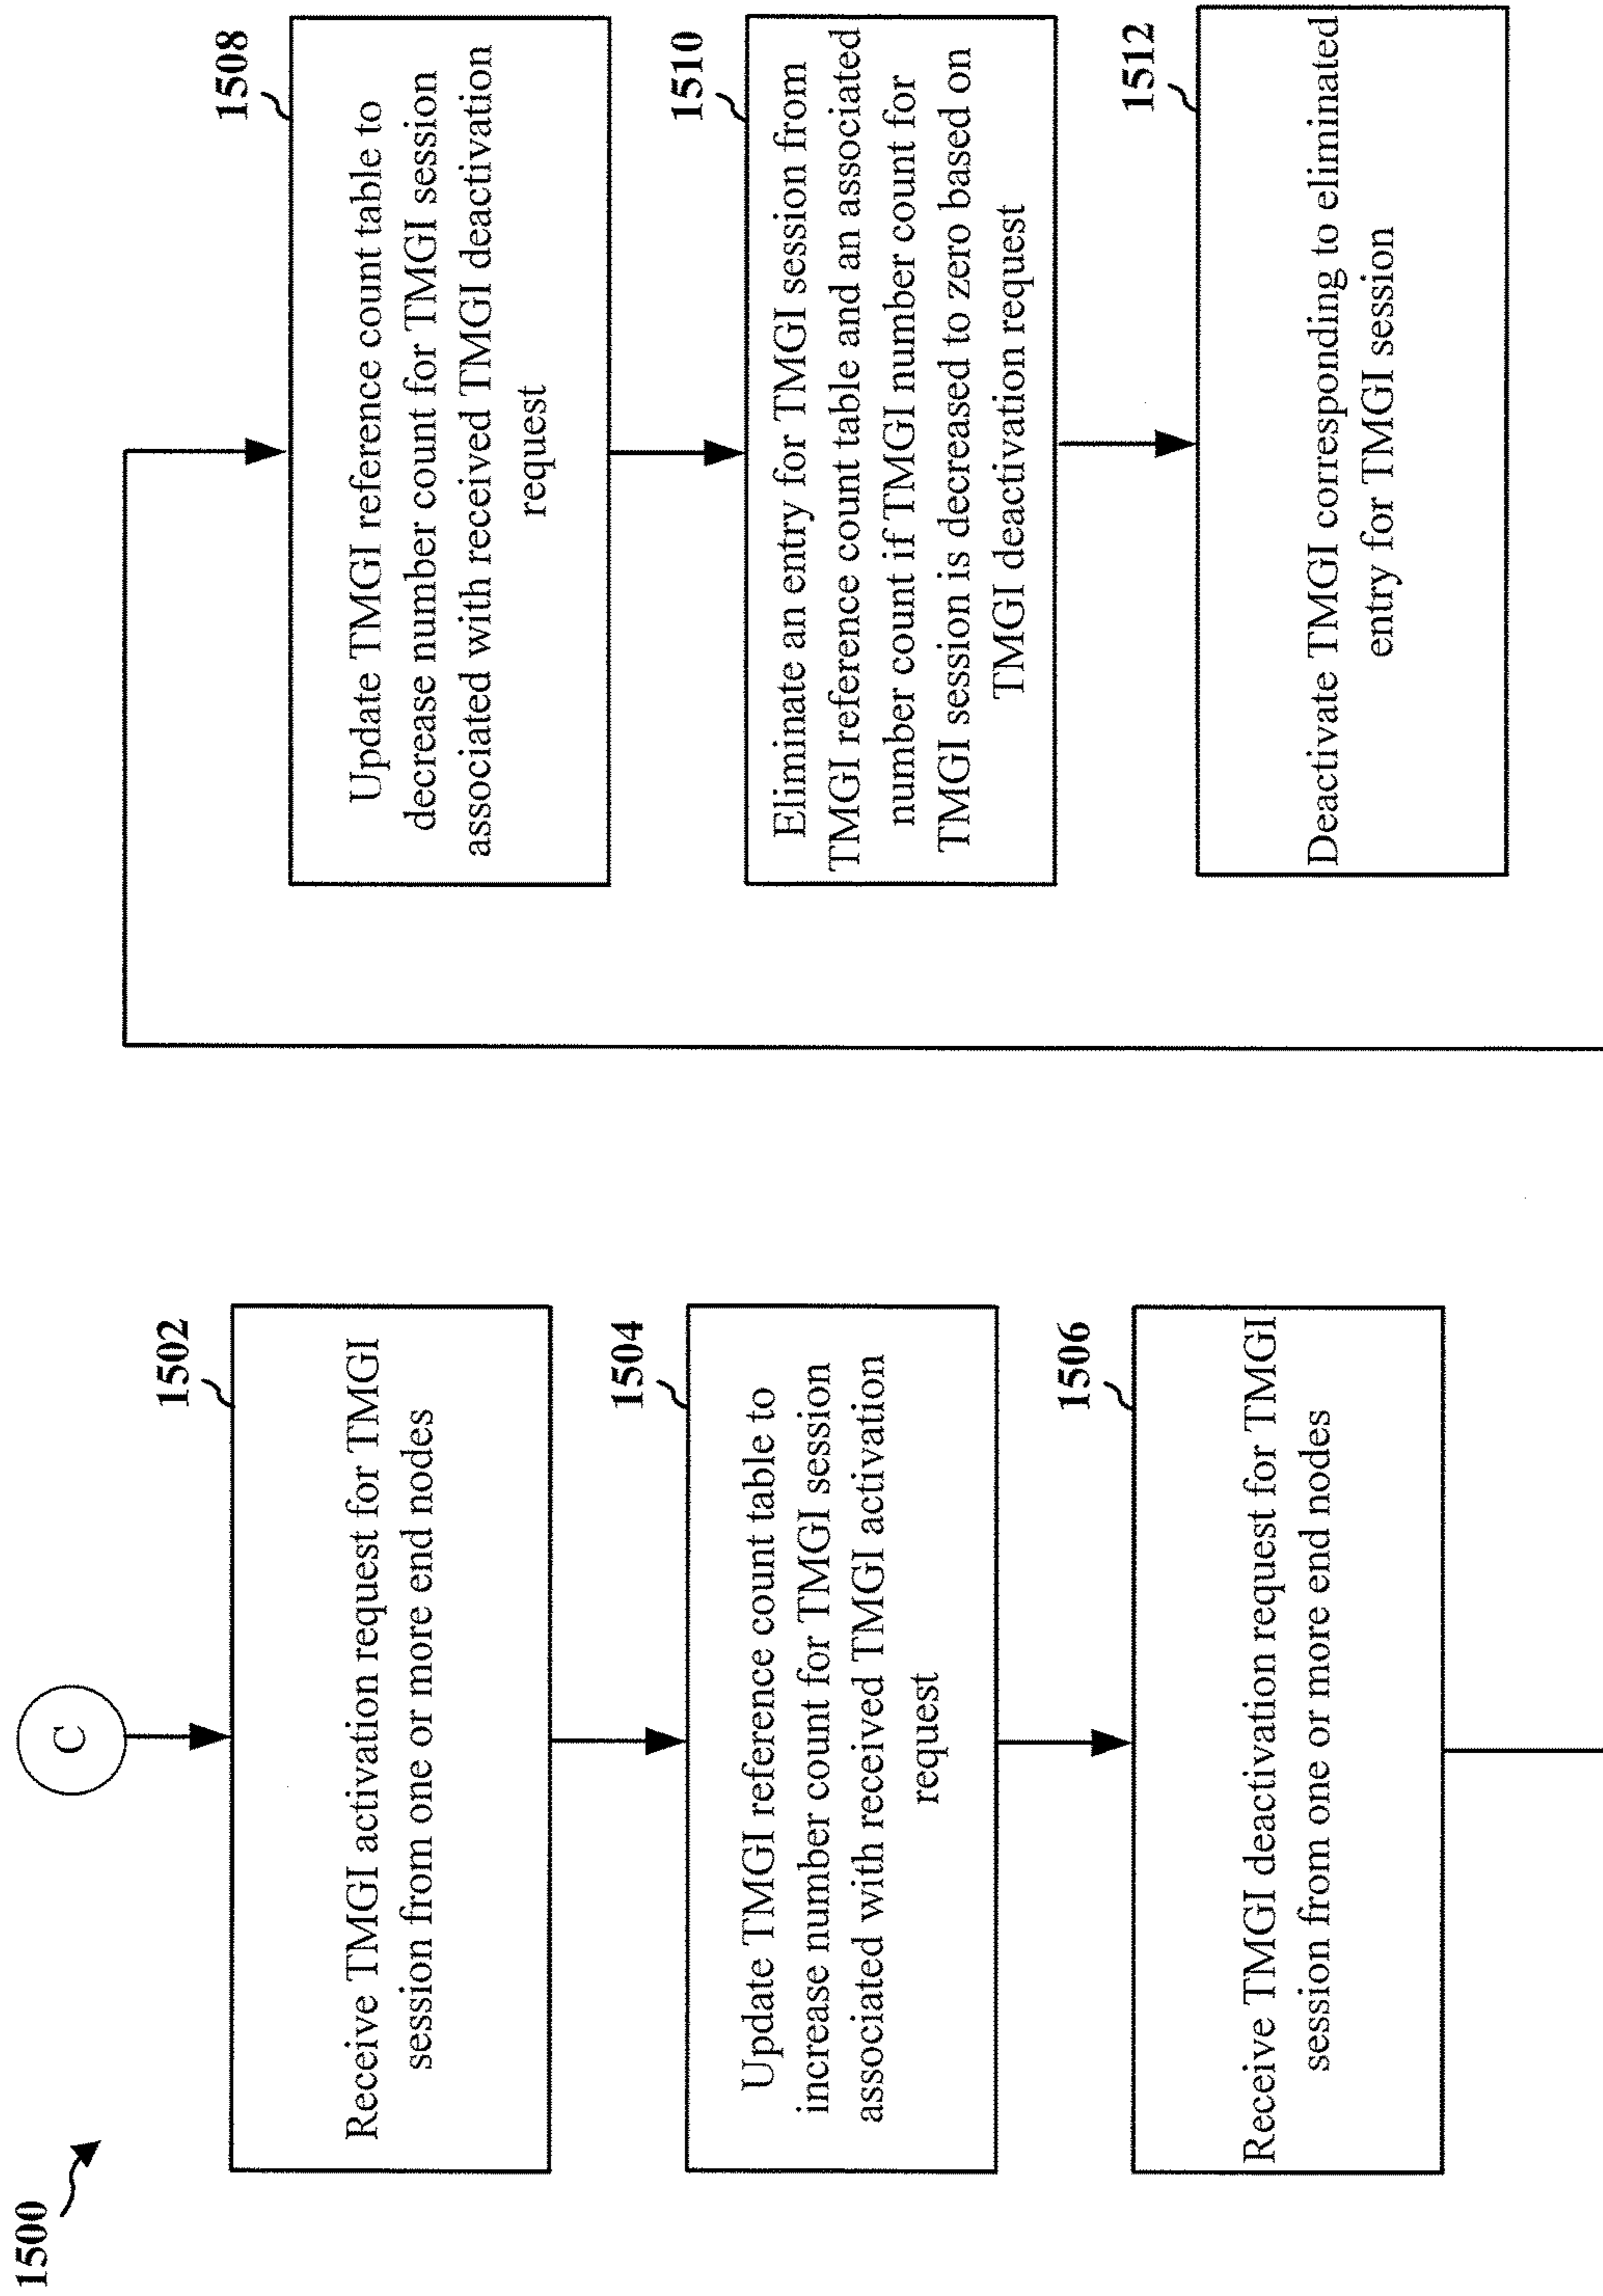 1500
C
1502
Receive TMGI activation request for TMGI
session from one or more end nodes
1504
Update TMGI reference count table to
increase number count for TMGI session
associated with received TMGI activation
request
1506
Receive TMGI deactivation request for TMGI
session from one or more end nodes
1508
Update TMGI reference count table to
decrease number count for TMGI session
associated with received TMGI deactivation
request
1510
Eliminate an entry for TMGI session from
TMGI reference count table and an associated
number count if TMGI number count for
TMGI session is decreased to zero based on
TMGI deactivation request
1512
Deactivate TMGI corresponding to eliminated
entry for TMGI session